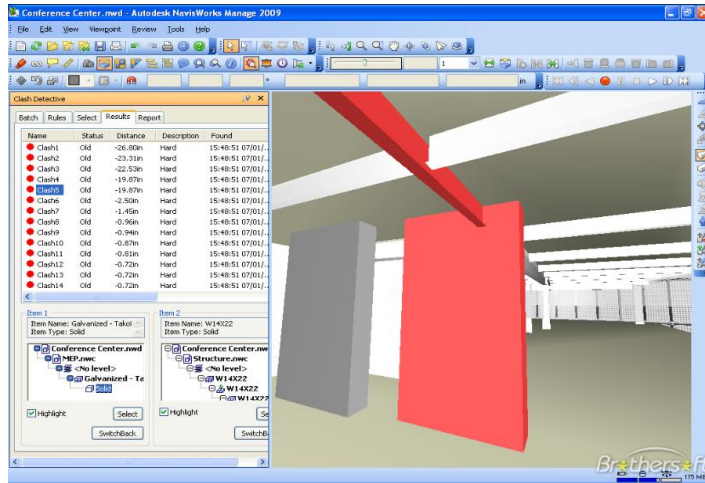 Conference Center.nwd - Autodesk NavisWorks Manage 2009
File Edit View Viewpoint Review Tools Help
1
in
Clash Detective
Batch Rules Select Results Report
Name Status Distance Description Found
Clash1 Old -26.80in Hard 15:48:51 07/01/..
Clash2 Old -23.31in Hard 15:48:51 07/01/..
Clash3 Old -22.53in Hard 15:48:51 07/01/..
Clash4 Old -19.87in Hard 15:48:51 07/01/..
Clash5 Old -19.87in Hard 15:48:51 07/01/..
Clash6 Old -2.50in Hard 15:48:51 07/01/..
Clash7 Old -1.45in Hard 15:48:51 07/01/..
Clash8 Old -0.96in Hard 15:48:51 07/01/..
Clash9 Old -0.94in Hard 15:48:51 07/01/..
Clash10 Old -0.87in Hard 15:48:51 07/01/..
Clash11 Old -0.81in Hard 15:48:51 07/01/..
Clash12 Old -0.72in Hard 15:48:51 07/01/..
Clash13 Old -0.72in Hard 15:48:51 07/01/..
Clash14 Old -0.72in Hard 15:48:51 07/01/..
Item 1 Item 2
Item Name: Galvanized - Takof Item Name: W14X22
Item Type: Solid Item Type: Solid
Conference Center.nwd Conference Center.nw
MEP.nwc Structure.nwc
<No level> <No level>
Galvanized - Ta W14X22
Solid W14X22
W14X22
Highlight Select Highlight Se
SwitchBack SwitchB
Brothersoft
175 MB